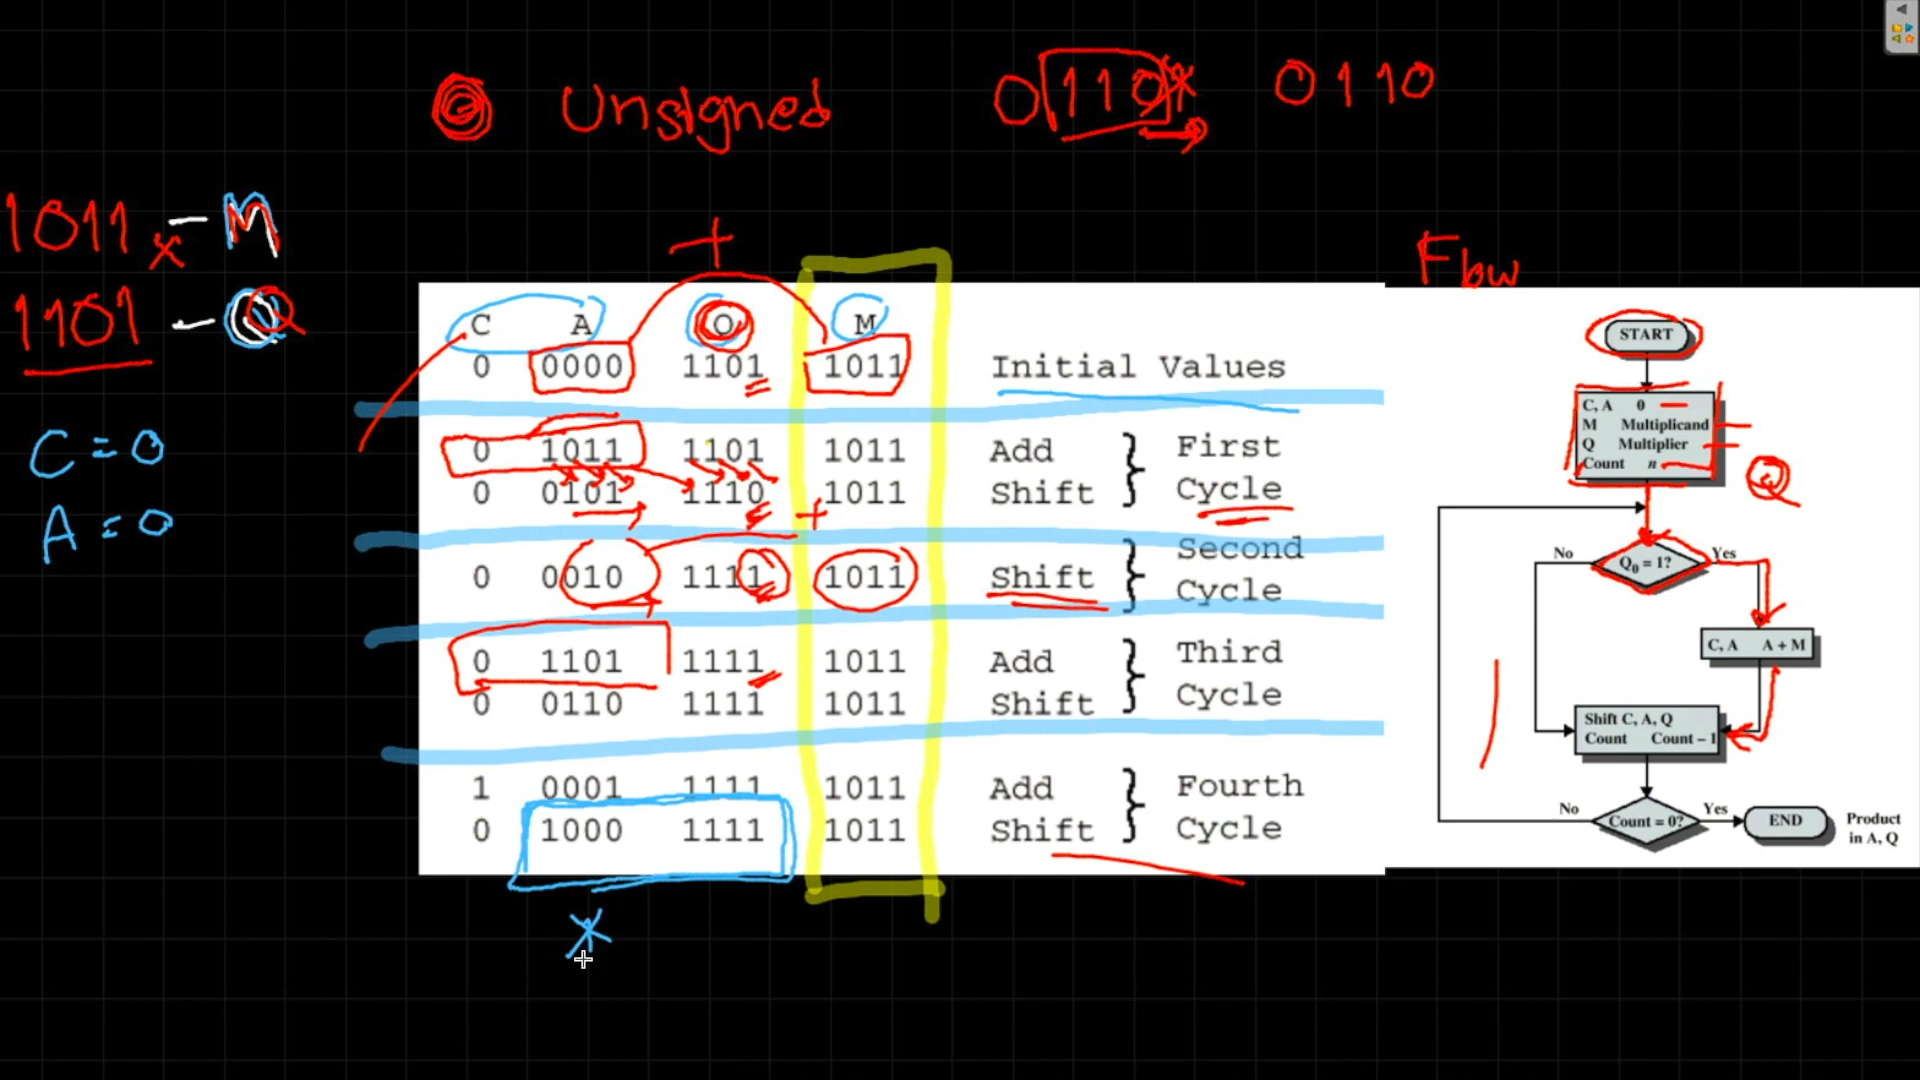 Unsigned 0110* 0110
1011 x - M
1101 - Q
C = 0
A = 0
+
Flow
C A Q M
0 0000 1101 1011 Initial Values
0 1011 1101 1011 Add } First
0 0101 1110 1011 Shift } Cycle
+
0 0010 1111 1011 Shift } Second Cycle
0 1101 1111 1011 Add } Third
0 0110 1111 1011 Shift } Cycle
1 0001 1111 1011 Add } Fourth
0 1000 1111 1011 Shift } Cycle
*
START
C, A 0
M Multiplicand
Q Multiplier
Count n
Q
No Q0 = 1? Yes
C, A A + M
Shift C, A, Q
Count Count – 1
No Count = 0? Yes
END
Product
in A, Q